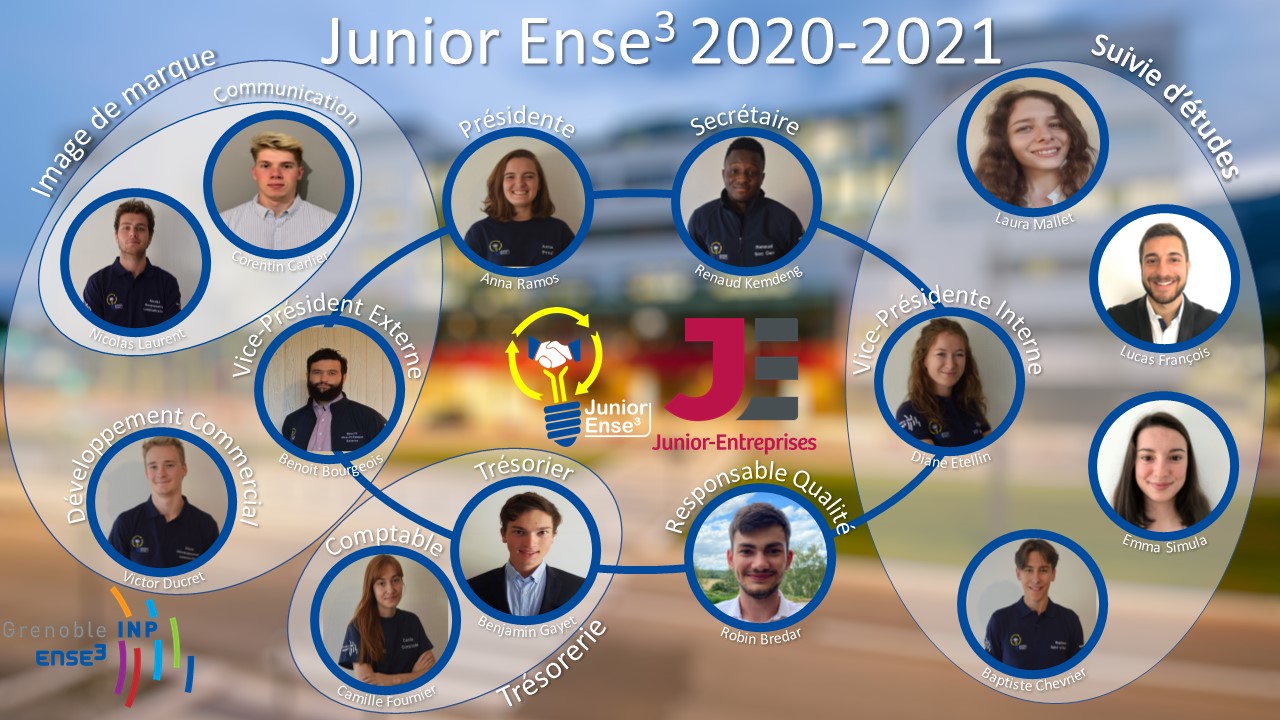 Junior Ense³ 2020-2021
Image de marque
Communication
Corentin Carlier
Nicolas Laurent
Vice-Président Externe
Benoit Bourgeois
Développement Commercial
Victor Ducret
Présidente
Anna Ramos
Secrétaire
Renaud Kemdeng
Suivie d'études
Laura Mallet
Lucas François
Vice-Présidente Interne
Diane Etellin
Emma Simula
Baptiste Chevrier
Junior
Ense³
JE
Junior-Entreprises
Trésorier
Benjamin Gayet
Comptable
Camille Fournier
Trésorerie
Responsable Qualité
Robin Bredar
Grenoble INP
ENSE³